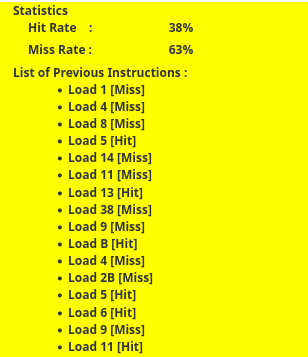 Statistics
Hit Rate : 38%
Miss Rate : 63%
List of Previous Instructions :
• Load 1 [Miss]
• Load 4 [Miss]
• Load 8 [Miss]
• Load 5 [Hit]
• Load 14 [Miss]
• Load 11 [Miss]
• Load 13 [Hit]
• Load 38 [Miss]
• Load 9 [Miss]
• Load B [Hit]
• Load 4 [Miss]
• Load 2B [Miss]
• Load 5 [Hit]
• Load 6 [Hit]
• Load 9 [Miss]
• Load 11 [Hit]